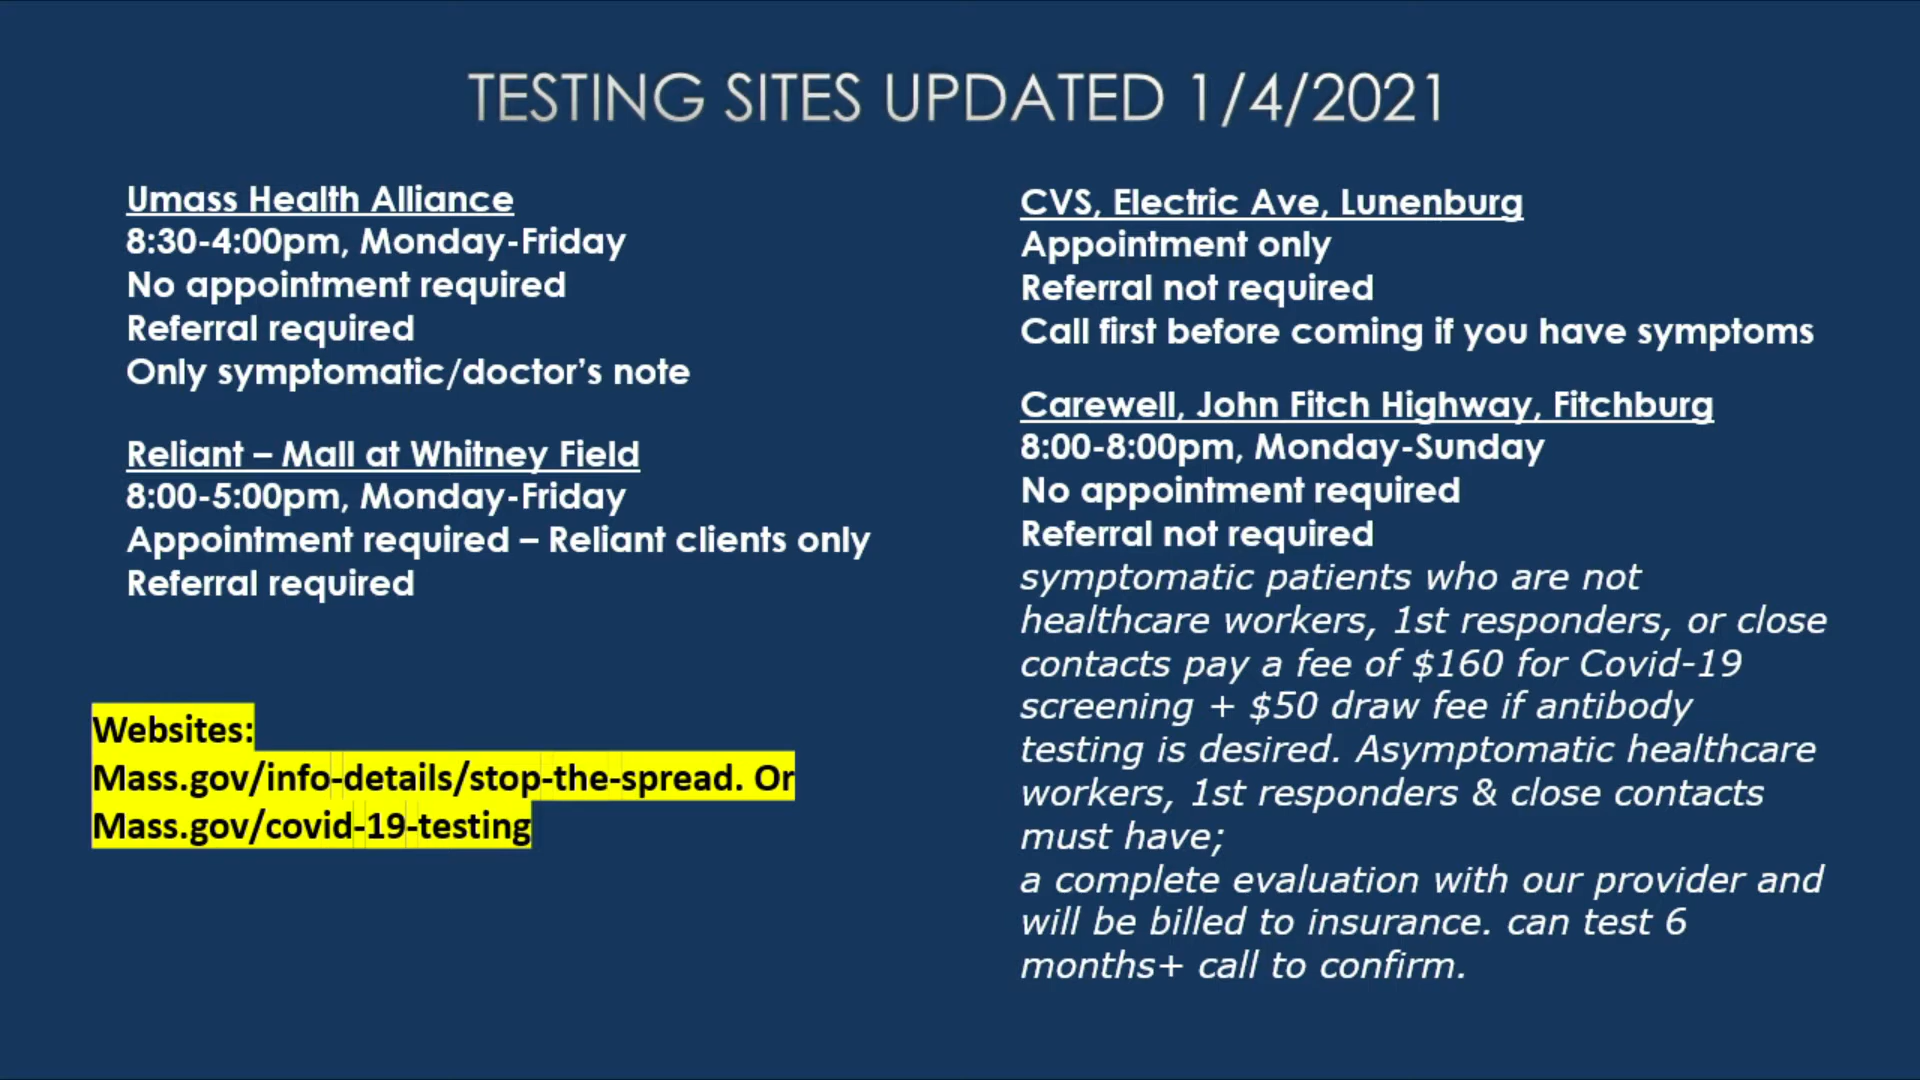 TESTING SITES UPDATED 1/4/2021
Umass Health Alliance
8:30-4:00pm, Monday-Friday
No appointment required
Referral required
Only symptomatic/doctor's note
Reliant – Mall at Whitney Field
8:00-5:00pm, Monday-Friday
Appointment required – Reliant clients only
Referral required
Websites:
Mass.gov/info-details/stop-the-spread. Or
Mass.gov/covid-19-testing
CVS, Electric Ave, Lunenburg
Appointment only
Referral not required
Call first before coming if you have symptoms
Carewell, John Fitch Highway, Fitchburg
8:00-8:00pm, Monday-Sunday
No appointment required
Referral not required
symptomatic patients who are not
healthcare workers, 1st responders, or close
contacts pay a fee of $160 for Covid-19
screening + $50 draw fee if antibody
testing is desired. Asymptomatic healthcare
workers, 1st responders & close contacts
must have;
a complete evaluation with our provider and
will be billed to insurance. can test 6
months+ call to confirm.